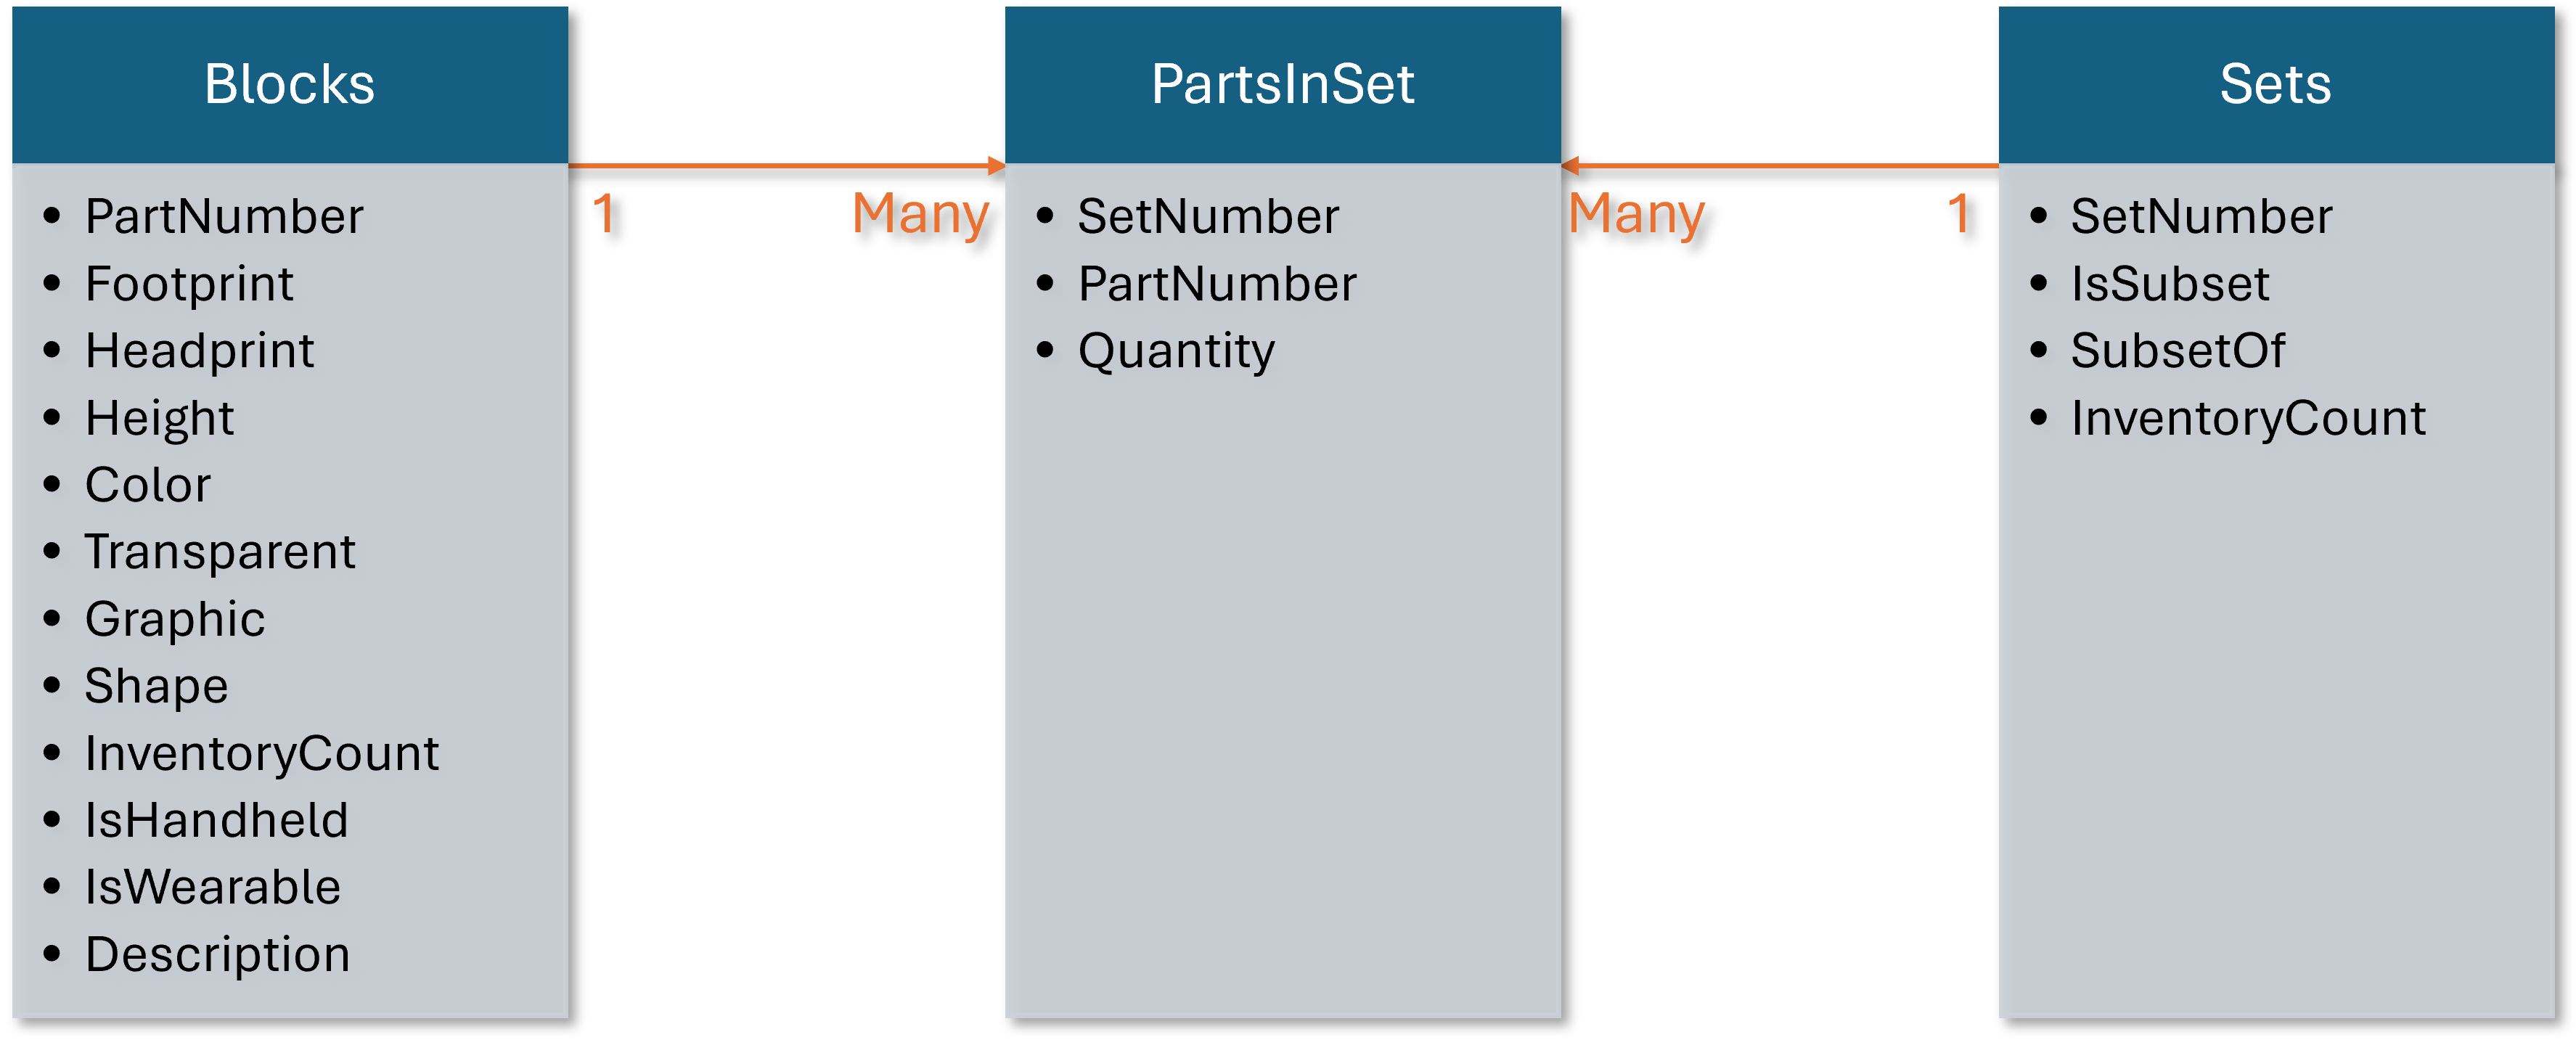 Blocks
• PartNumber
• Footprint
• Headprint
• Height
• Color
• Transparent
• Graphic
• Shape
• InventoryCount
• IsHandheld
• IsWearable
• Description
1
Many
PartsInSet
• SetNumber
• PartNumber
• Quantity
Many
1
Sets
• SetNumber
• IsSubset
• SubsetOf
• InventoryCount